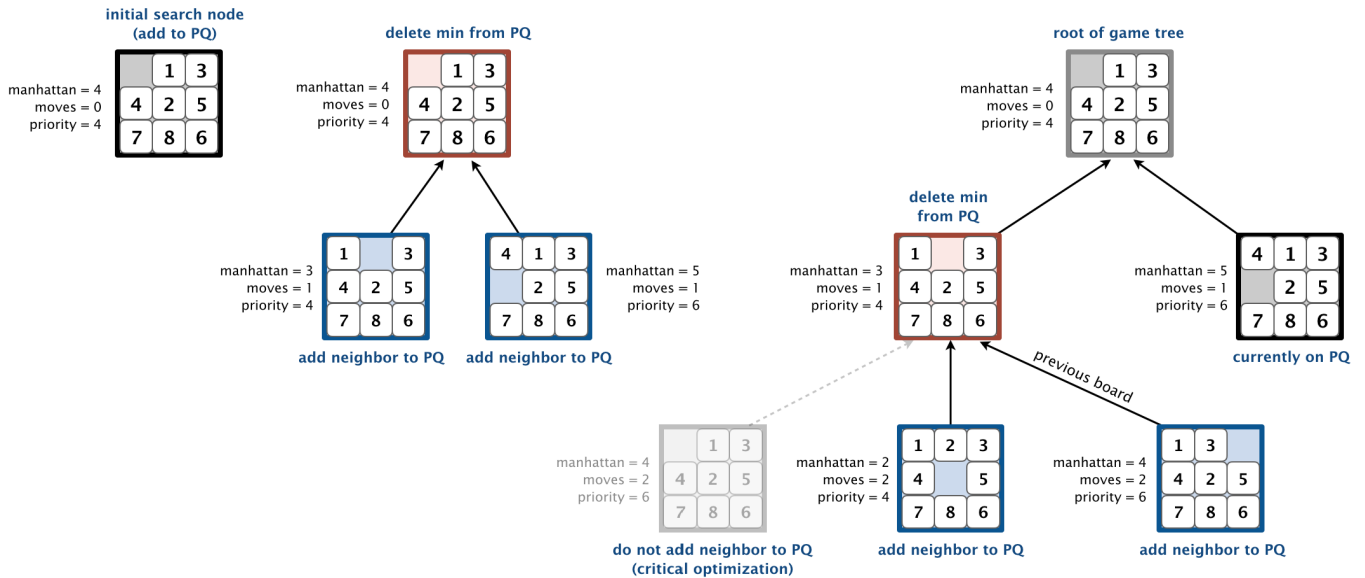 initial search node
(add to PQ)
manhattan = 4
moves = 0
priority = 4
1 3
4 2 5
7 8 6
delete min from PQ
manhattan = 4
moves = 0
priority = 4
1 3
4 2 5
7 8 6
manhattan = 3
moves = 1
priority = 4
1 3
4 2 5
7 8 6
add neighbor to PQ
4 1 3
2 5
7 8 6
manhattan = 5
moves = 1
priority = 6
add neighbor to PQ
root of game tree
manhattan = 4
moves = 0
priority = 4
1 3
4 2 5
7 8 6
delete min
from PQ
manhattan = 3
moves = 1
priority = 4
1 3
4 2 5
7 8 6
manhattan = 5
moves = 1
priority = 6
4 1 3
2 5
7 8 6
currently on PQ
previous board
manhattan = 4
moves = 2
priority = 6
1 3
4 2 5
7 8 6
do not add neighbor to PQ
(critical optimization)
manhattan = 2
moves = 2
priority = 4
1 2 3
4 5
7 8 6
add neighbor to PQ
manhattan = 4
moves = 2
priority = 6
1 3
4 2 5
7 8 6
add neighbor to PQ